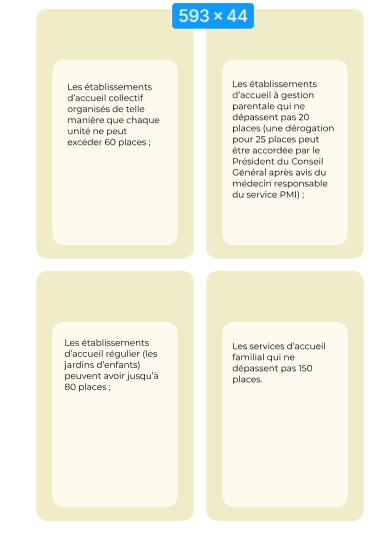 593 × 44
Les établissements
d'accueil collectif
organisés de telle
manière que chaque
unité ne peut
excéder 60 places ;
Les établissements
d'accueil à gestion
parentale qui ne
dépassent pas 20
places (une dérogation
pour 25 places peut
être accordée par le
Président du Conseil
Général après avis du
médecin responsable
du service PMI) ;
Les établissements
d'accueil régulier (les
jardins d'enfants)
peuvent avoir jusqu'à
80 places ;
Les services d'accueil
familial qui ne
dépassent pas 150
places.